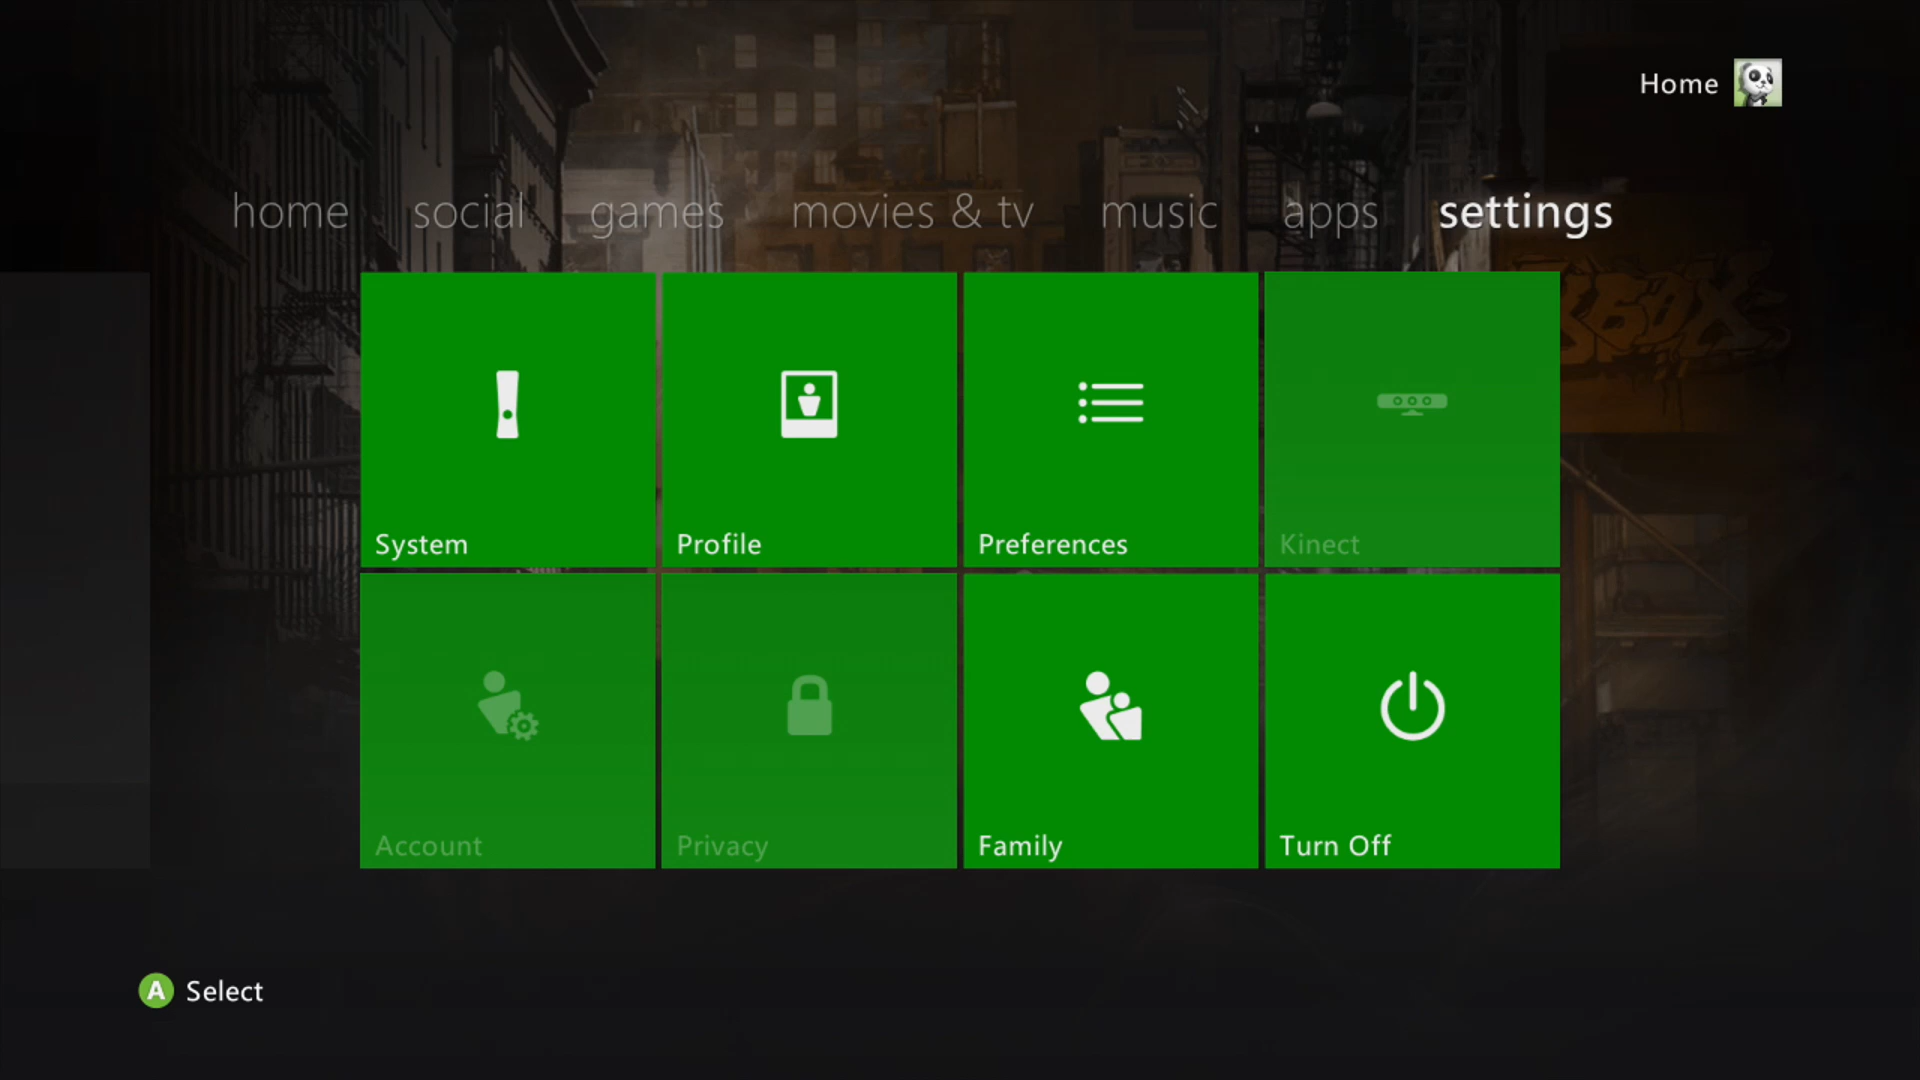 Home
home social games movies & tv music apps settings
System Profile Preferences Kinect
Account Privacy Family Turn Off
A Select
xbox